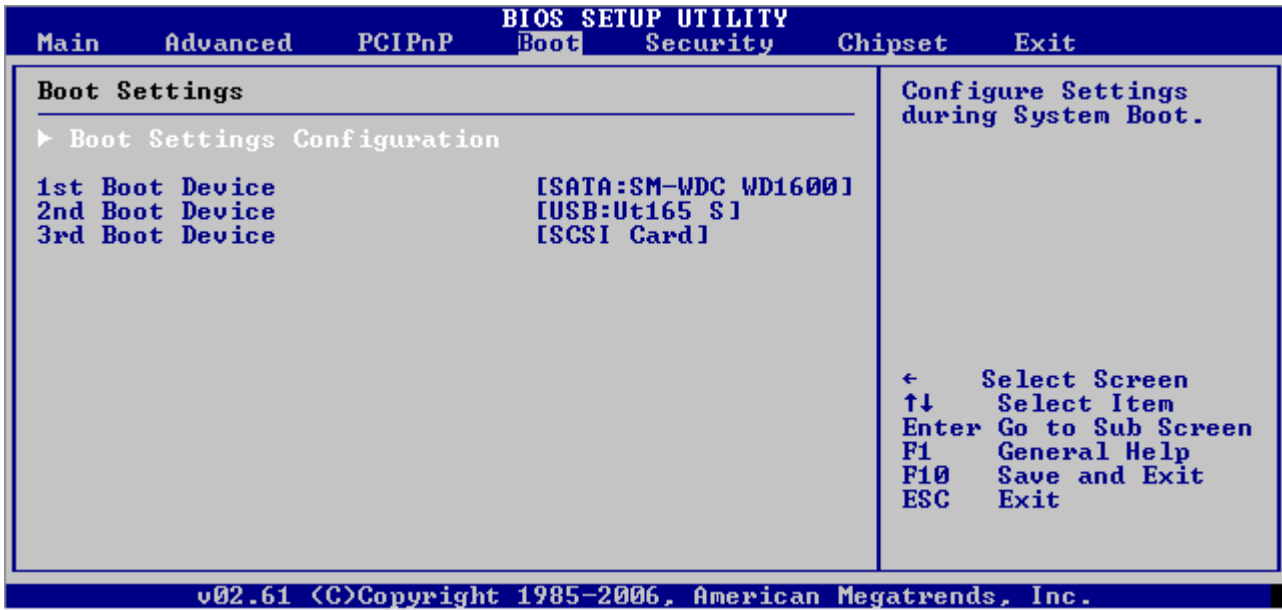 BIOS SETUP UTILITY
Main Advanced PCIPnP Boot Security Chipset Exit
Boot Settings
▶ Boot Settings Configuration
1st Boot Device [SATA:SM-WDC WD1600]
2nd Boot Device [USB:Ut165 S]
3rd Boot Device [SCSI Card]
Configure Settings
during System Boot.
← Select Screen
↑↓ Select Item
Enter Go to Sub Screen
F1 General Help
F10 Save and Exit
ESC Exit
v02.61 (C)Copyright 1985-2006, American Megatrends, Inc.